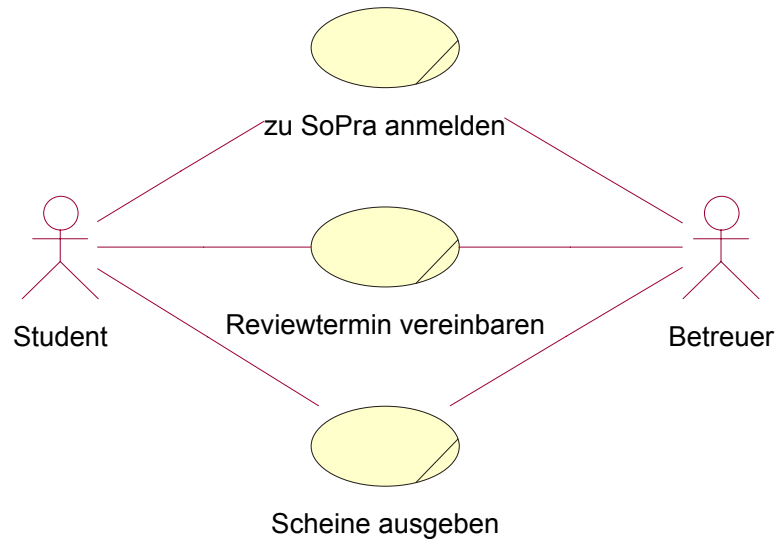 zu SoPra anmelden
Reviewtermin vereinbaren
Student
Betreuer
Scheine ausgeben